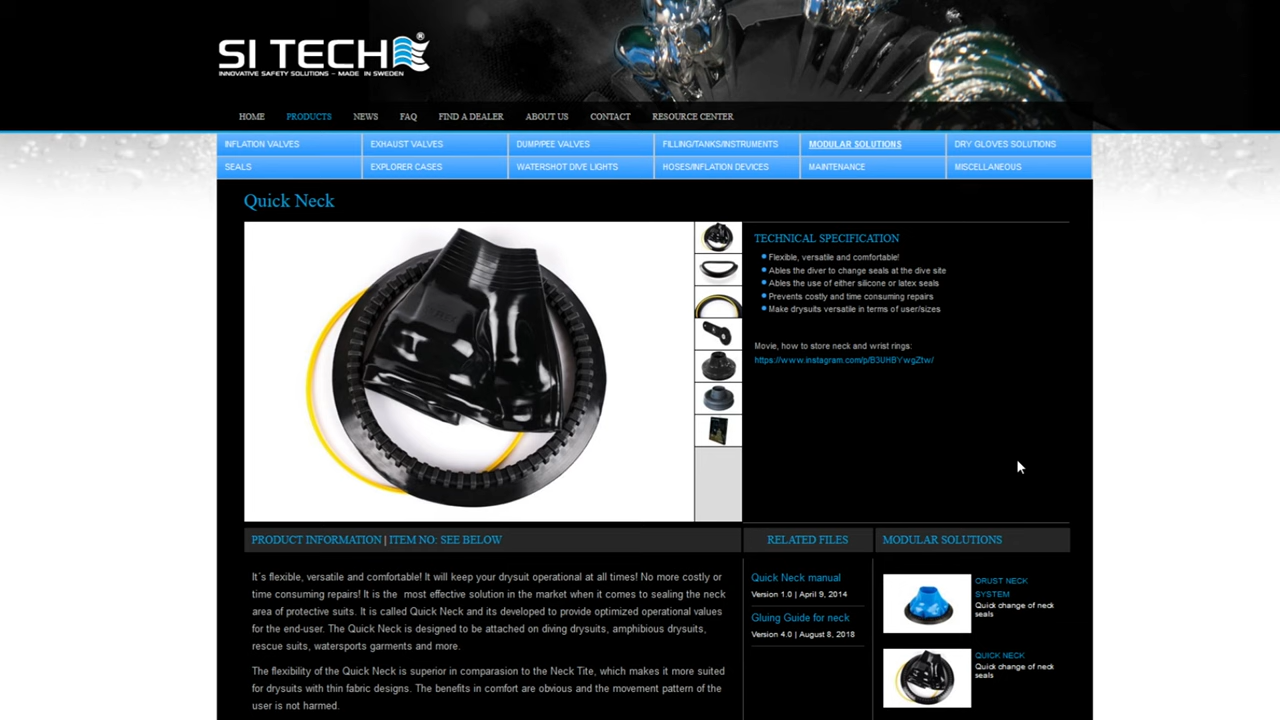 SI TECH®
INNOVATIVE SAFETY SOLUTIONS – MADE IN SWEDEN
HOME PRODUCTS NEWS FAQ FIND A DEALER ABOUT US CONTACT RESOURCE CENTER
INFLATION VALVES EXHAUST VALVES DUMP/PEE VALVES FILLING/TANKS/INSTRUMENTS MODULAR SOLUTIONS DRY GLOVES SOLUTIONS
SEALS EXPLORER CASES WATERSHOT DIVE LIGHTS HOSES/INFLATION DEVICES MAINTENANCE MISCELLANEOUS
Quick Neck
TECHNICAL SPECIFICATION
Flexible, versatile and comfortable!
Ables the diver to change seals at the dive site
Ables the use of either silicone or latex seals
Prevents costly and time consuming repairs
Make drysuits versatile in terms of user/sizes
Movie, how to store neck and wrist rings:
https://www.instagram.com/p/B3UHBYwgZtw/
PRODUCT INFORMATION | ITEM NO: SEE BELOW
It´s flexible, versatile and comfortable! It will keep your drysuit operational at all times! No more costly or
time consuming repairs! It is the most effective solution in the market when it comes to sealing the neck
area of protective suits. It is called Quick Neck and its developed to provide optimized operational values
for the end-user. The Quick Neck is designed to be attached on diving drysuits, amphibious drysuits,
rescue suits, watersports garments and more.
The flexibility of the Quick Neck is superior in comparasion to the Neck Tite, which makes it more suited
for drysuits with thin fabric designs. The benefits in comfort are obvious and the movement pattern of the
user is not harmed.
RELATED FILES
Quick Neck manual
Version 1.0 | April 9, 2014
Gluing Guide for neck
Version 4.0 | August 8, 2018
MODULAR SOLUTIONS
ORUST NECK
SYSTEM
Quick change of neck
seals
QUICK NECK
Quick change of neck
seals